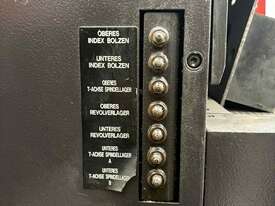 OBERES
INDEX BOLZEN
UNTERES
INDEX BOLZEN
OBERES
T-ACHSE SPINDELLAGER
OBERES
REVOLVERLAGER
UNTERES
REVOLVERLAGER
UNTERES
T-ACHSE SPINDELLAGER
A
UNTERES
T-ACHSE SPINDELLAGER
B